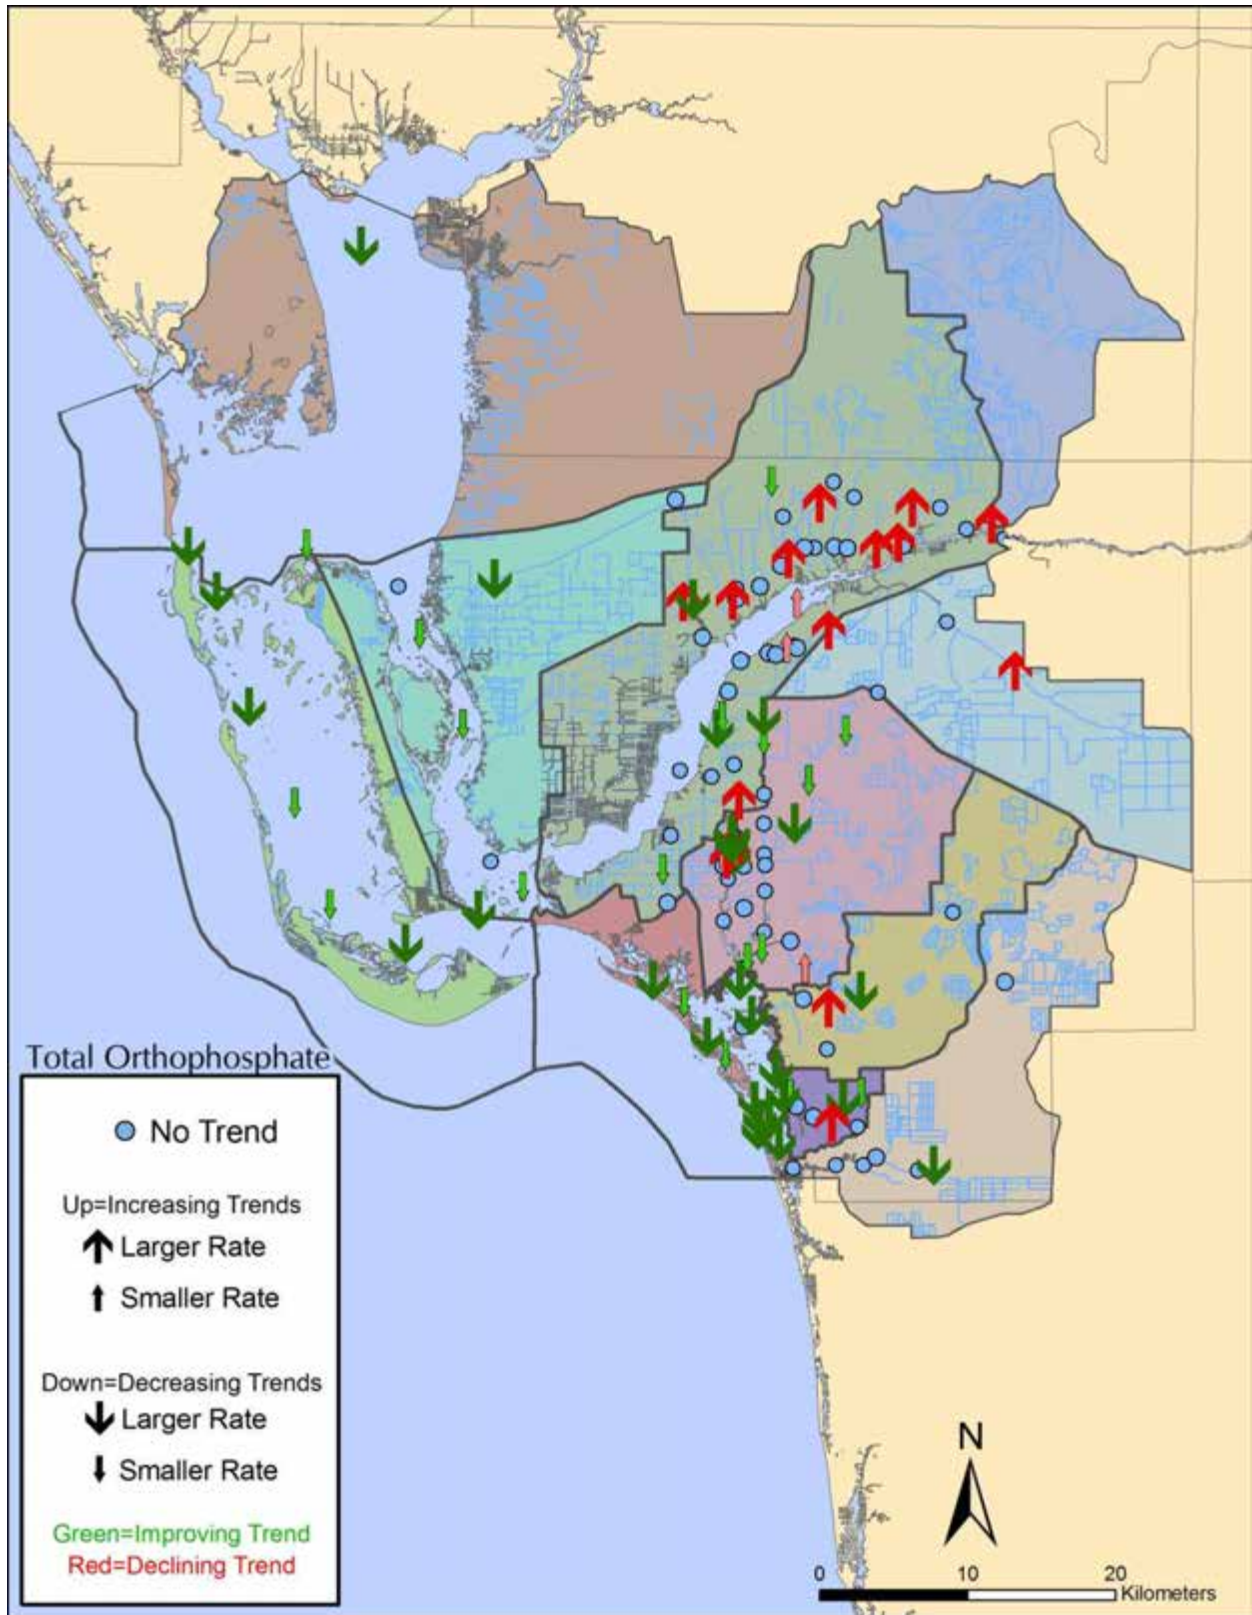 Total Orthophosphate
No Trend
Up=Increasing Trends
Larger Rate
Smaller Rate
Down=Decreasing Trends
Larger Rate
Smaller Rate
Green=Improving Trend
Red=Declining Trend
N
0 10 20
Kilometers